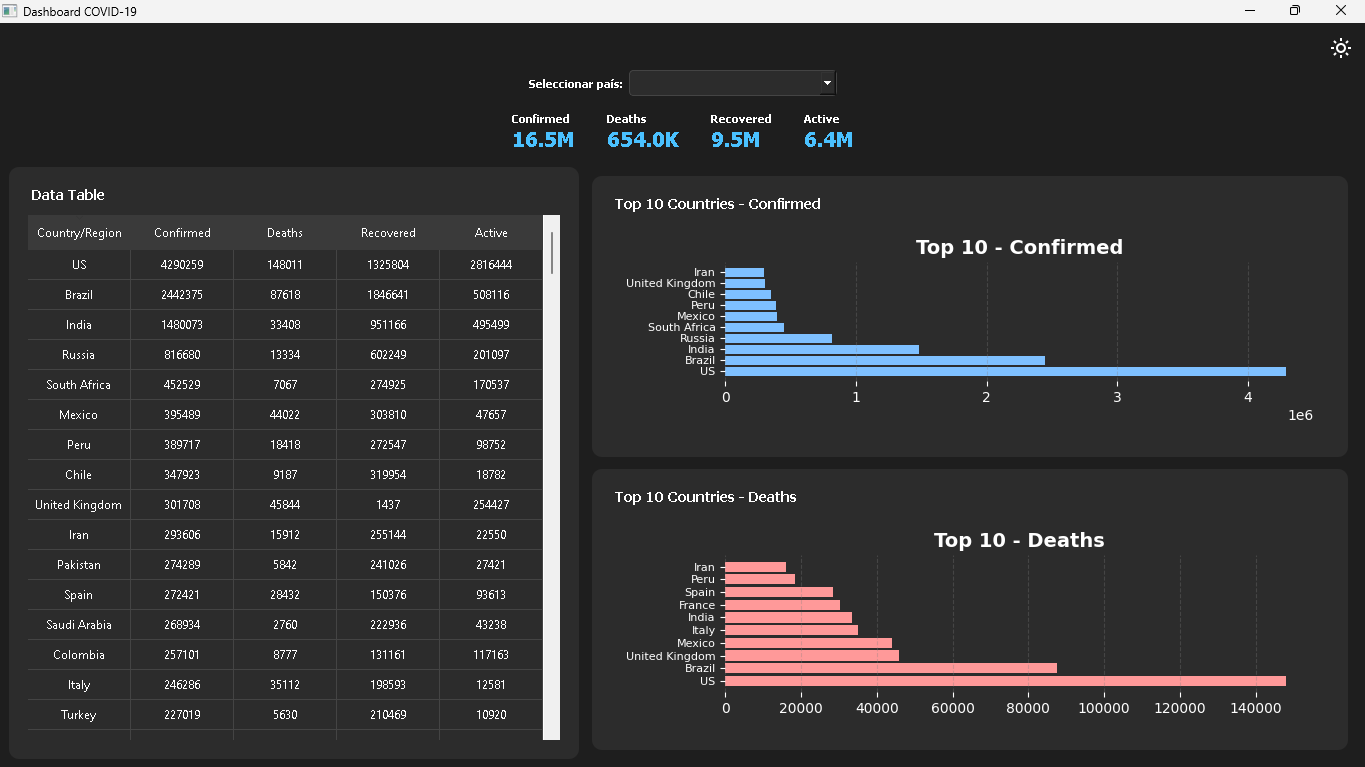 Dashboard COVID-19
Seleccionar país:
Confirmed Deaths Recovered Active
16.5M 654.0K 9.5M 6.4M
Data Table
Country/Region Confirmed Deaths Recovered Active
US 4290259 148011 1325804 2816444
Brazil 2442375 87618 1846641 508116
India 1480073 33408 951166 495499
Russia 816680 13334 602249 201097
South Africa 452529 7067 274925 170537
Mexico 395489 44022 303810 47657
Peru 389717 18418 272547 98752
Chile 347923 9187 319954 18782
United Kingdom 301708 45844 1437 254427
Iran 293606 15912 255144 22550
Pakistan 274289 5842 241026 27421
Spain 272421 28432 150376 93613
Saudi Arabia 268934 2760 222936 43238
Colombia 257101 8777 131161 117163
Italy 246286 35112 198593 12581
Turkey 227019 5630 210469 10920
Top 10 Countries - Confirmed
Top 10 - Confirmed
Iran
United Kingdom
Chile
Peru
Mexico
South Africa
Russia
India
Brazil
US
0 1 2 3 4
1e6
Top 10 Countries - Deaths
Top 10 - Deaths
Iran
Peru
Spain
France
India
Italy
Mexico
United Kingdom
Brazil
US
0 20000 40000 60000 80000 100000 120000 140000